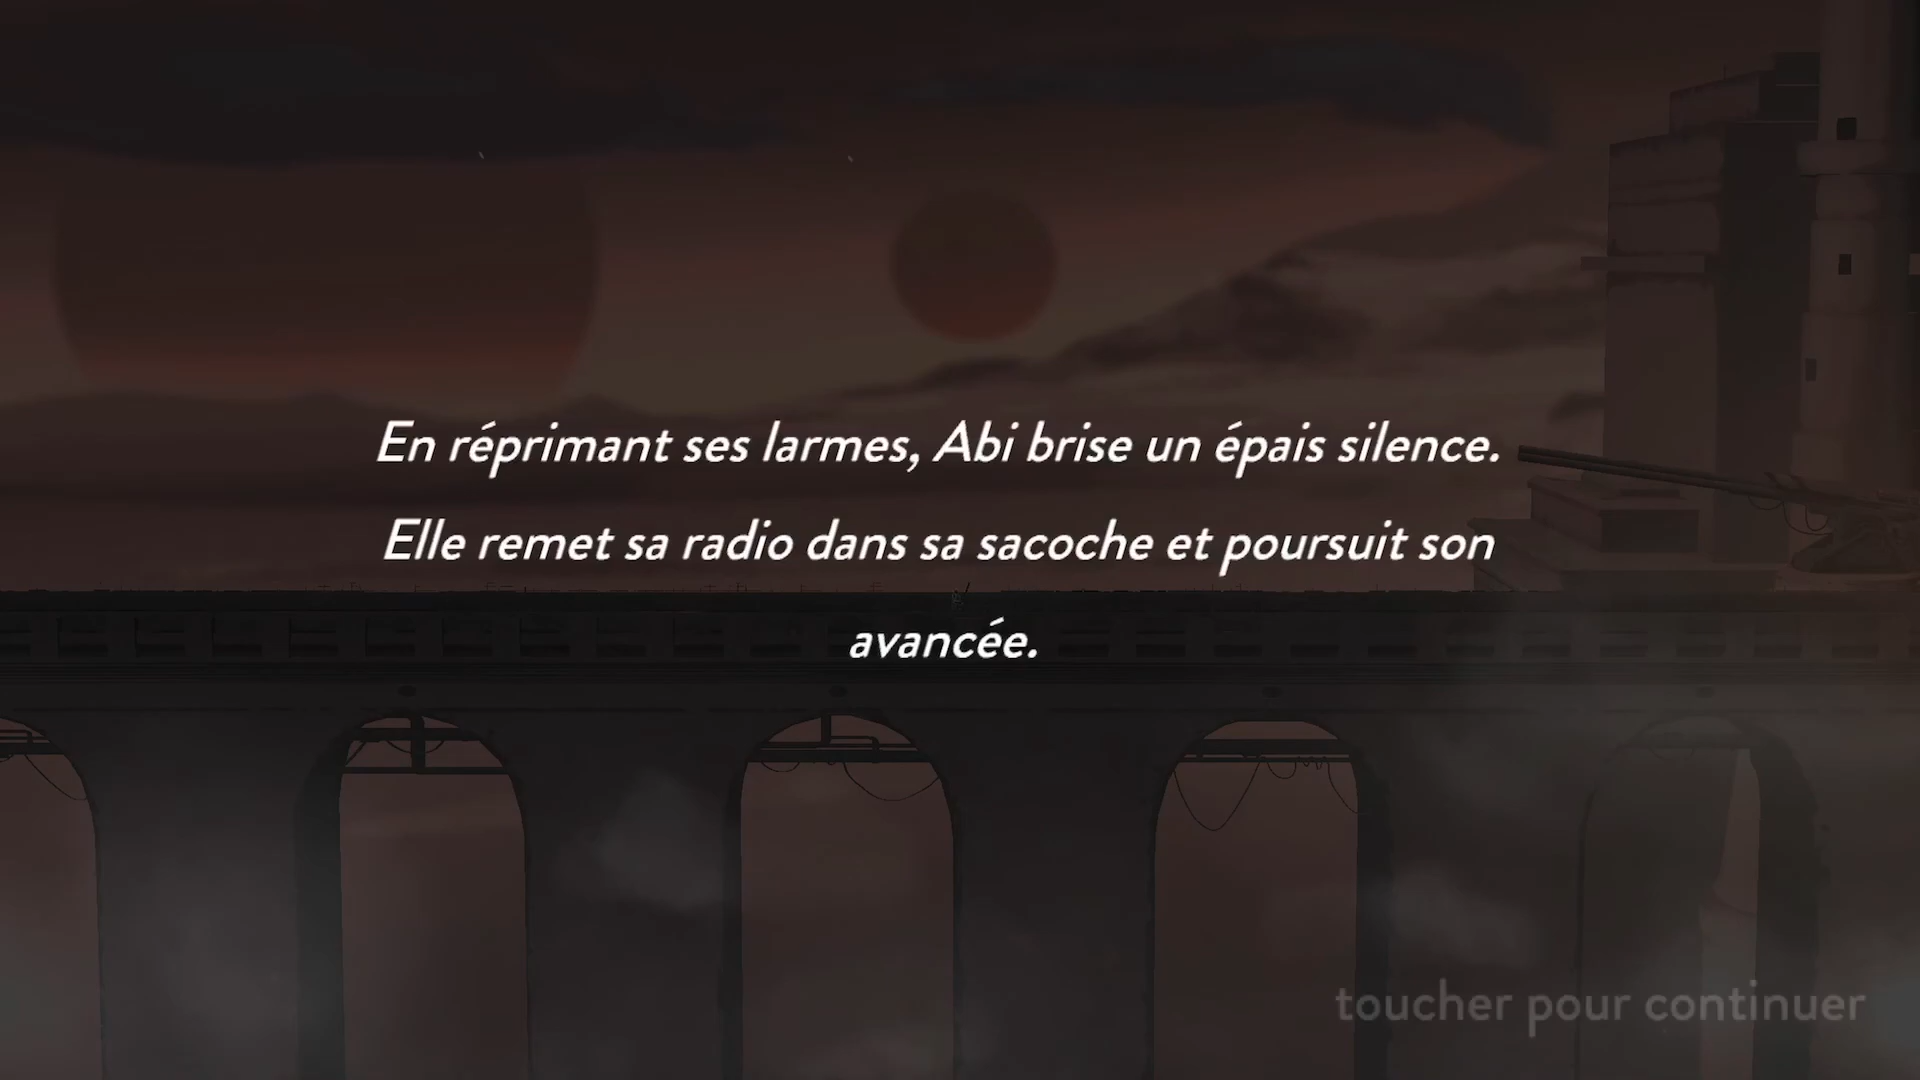 En réprimant ses larmes, Abi brise un épais silence.
Elle remet sa radio dans sa sacoche et poursuit son
avancée.
toucher pour continuer